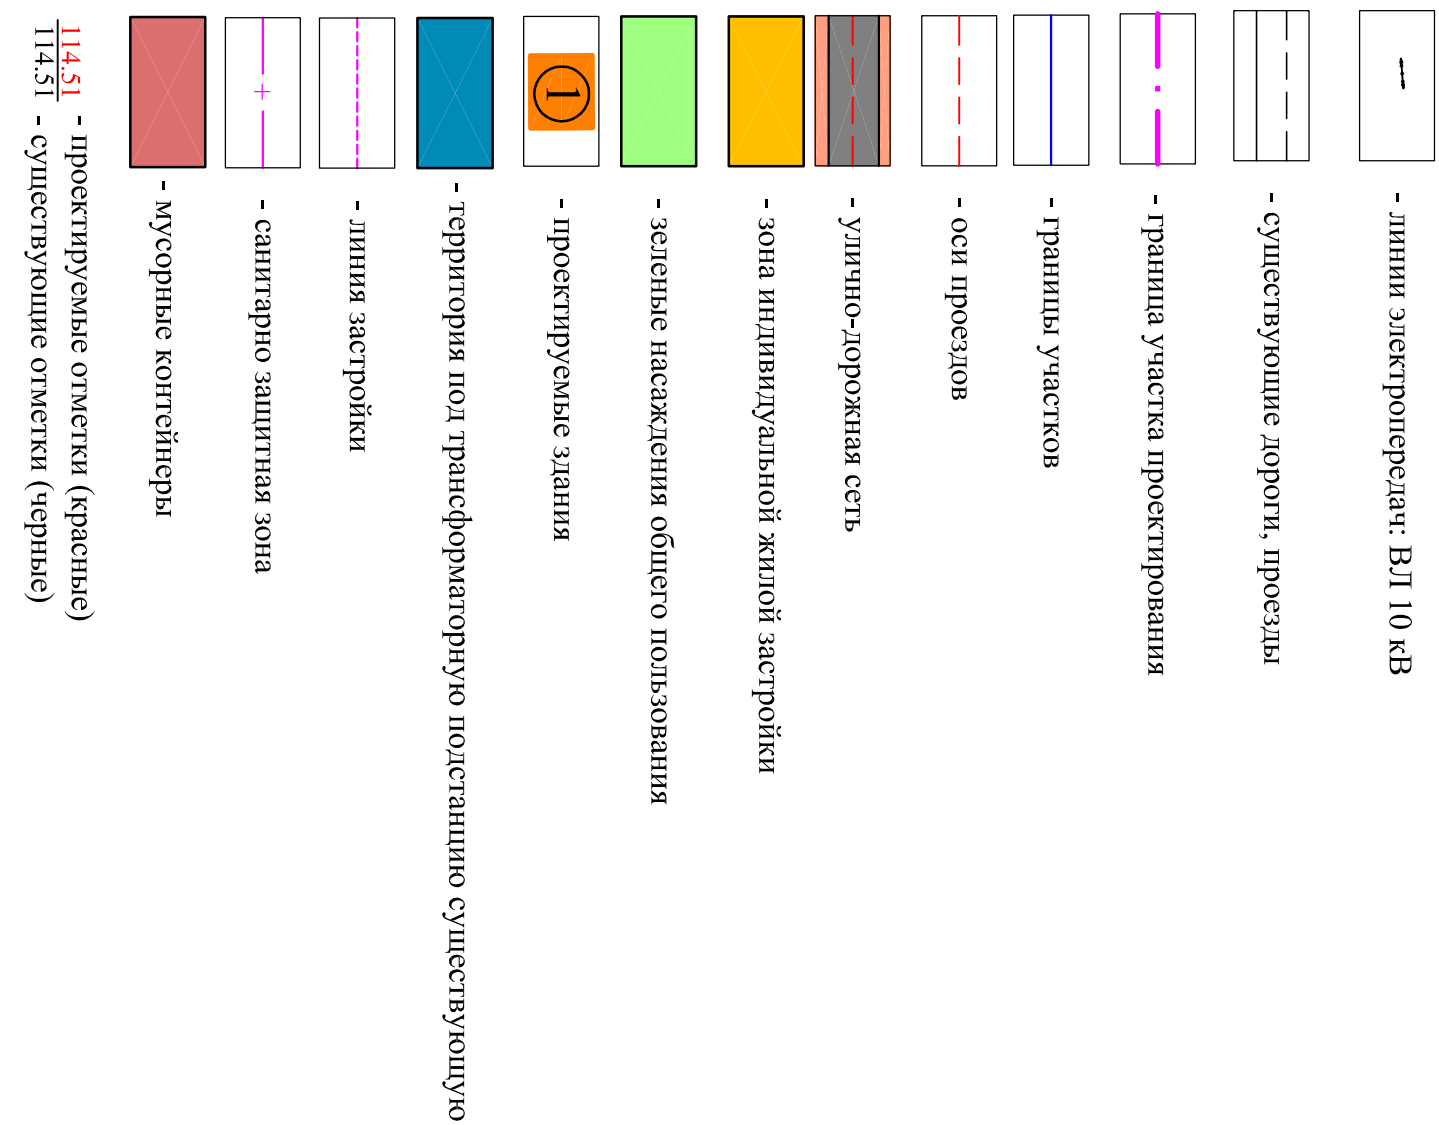 - линии электропередач: ВЛ 10 кВ
- существующие дороги, проезды
- граница участка проектирования
- границы участков
- оси проездов
- улично-дорожная сеть
- зона индивидуальной жилой застройки
- зеленые насаждения общего пользования
1 - проектируемые здания
- территория под трансформаторную подстанцию существующую
- линия застройки
- санитарно защитная зона
- мусорные контейнеры
114.51 - проектируемые отметки (красные)
114.51 - существующие отметки (черные)